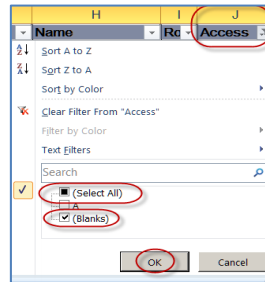 H I J
Name Ro Access
Sort A to Z
Sort Z to A
Sort by Color
Clear Filter From "Access"
Filter by Color
Text Filters
Search
(Select All)
A
(Blanks)
OK Cancel